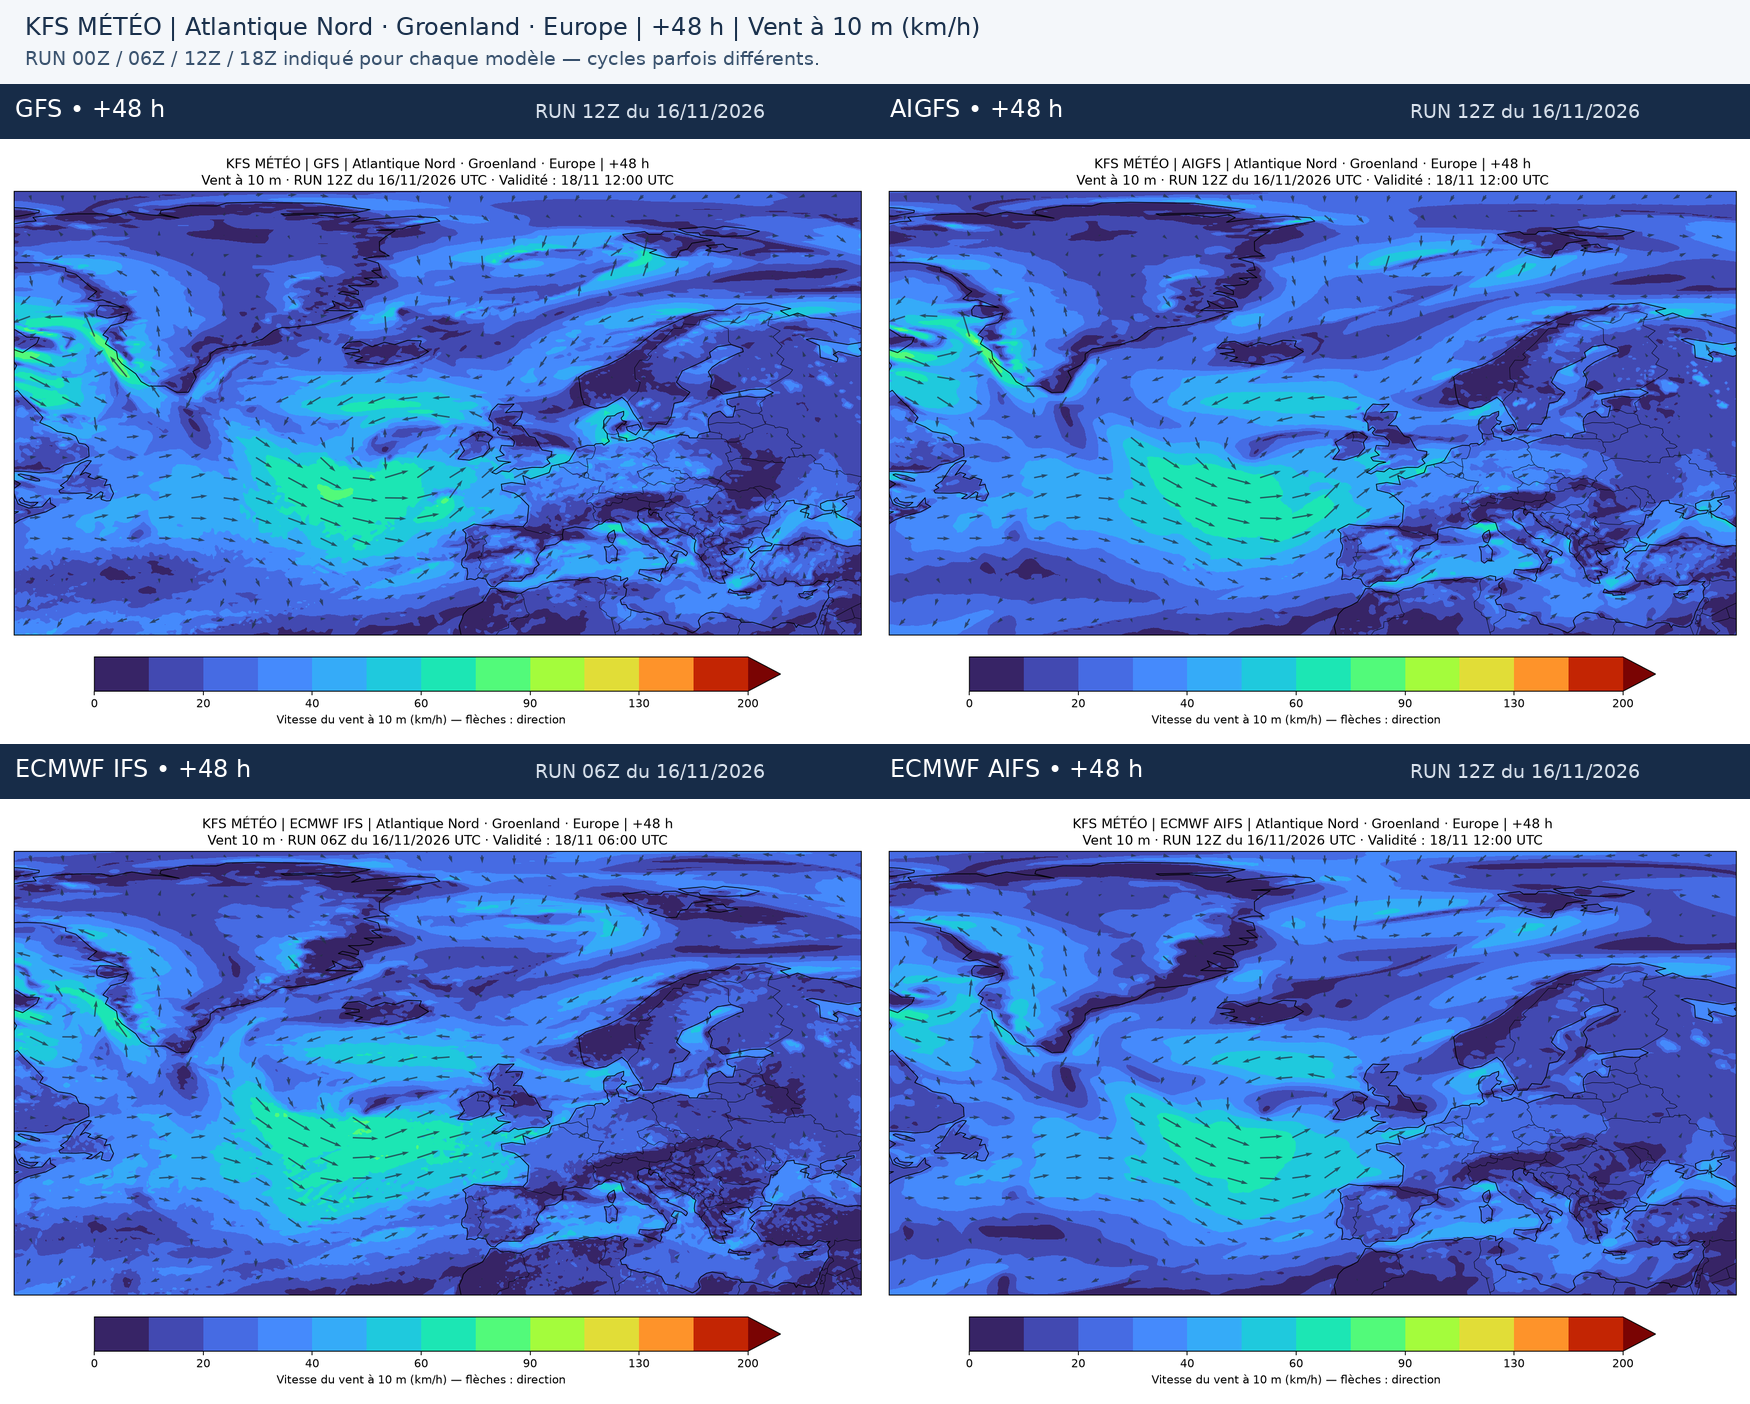 KFS MÉTÉO | Atlantique Nord · Groenland · Europe | +48 h | Vent à 10 m (km/h)
RUN 00Z / 06Z / 12Z / 18Z indiqué pour chaque modèle — cycles parfois différents.
GFS • +48 h
RUN 12Z du 16/11/2026
AIGFS • +48 h
RUN 12Z du 16/11/2026
KFS MÉTÉO | GFS | Atlantique Nord · Groenland · Europe | +48 h
Vent à 10 m · RUN 12Z du 16/11/2026 UTC · Validité : 18/11 12:00 UTC
KFS MÉTÉO | AIGFS | Atlantique Nord · Groenland · Europe | +48 h
Vent à 10 m · RUN 12Z du 16/11/2026 UTC · Validité : 18/11 12:00 UTC
0 20 40 60 90 130 200
Vitesse du vent à 10 m (km/h) — flèches : direction
0 20 40 60 90 130 200
Vitesse du vent à 10 m (km/h) — flèches : direction
ECMWF IFS • +48 h
RUN 06Z du 16/11/2026
ECMWF AIFS • +48 h
RUN 12Z du 16/11/2026
KFS MÉTÉO | ECMWF IFS | Atlantique Nord · Groenland · Europe | +48 h
Vent 10 m · RUN 06Z du 16/11/2026 UTC · Validité : 18/11 06:00 UTC
KFS MÉTÉO | ECMWF AIFS | Atlantique Nord · Groenland · Europe | +48 h
Vent 10 m · RUN 12Z du 16/11/2026 UTC · Validité : 18/11 12:00 UTC
0 20 40 60 90 130 200
Vitesse du vent à 10 m (km/h) — flèches : direction
0 20 40 60 90 130 200
Vitesse du vent à 10 m (km/h) — flèches : direction